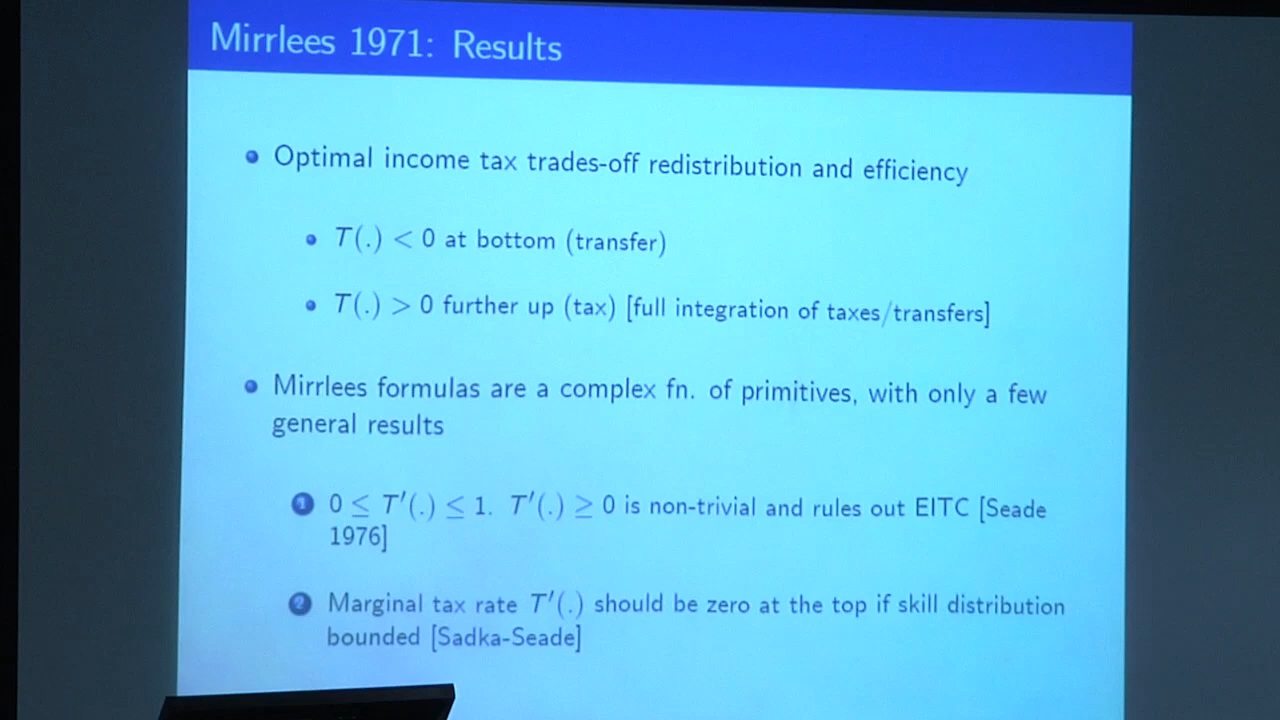 Mirrlees 1971: Results
Optimal income tax trades-off redistribution and efficiency
T(.) < 0 at bottom (transfer)
T(.) > 0 further up (tax) [full integration of taxes/transfers]
Mirrlees formulas are a complex fn. of primitives, with only a few
general results
1 0 ≤ T′(.) ≤ 1. T′(.) ≥ 0 is non-trivial and rules out EITC [Seade
1976]
2 Marginal tax rate T′(.) should be zero at the top if skill distribution
bounded [Sadka-Seade]